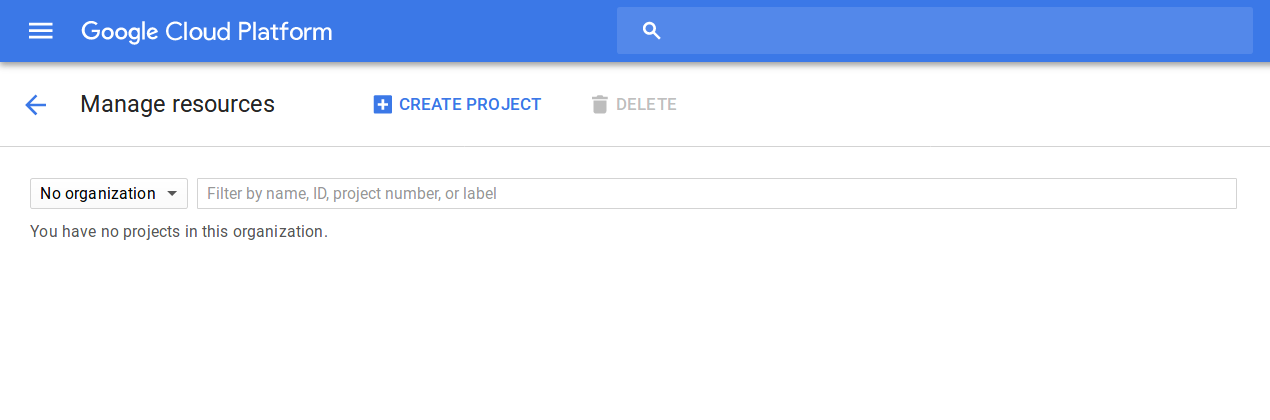 Google Cloud Platform
Manage resources CREATE PROJECT DELETE
No organization Filter by name, ID, project number, or label
You have no projects in this organization.